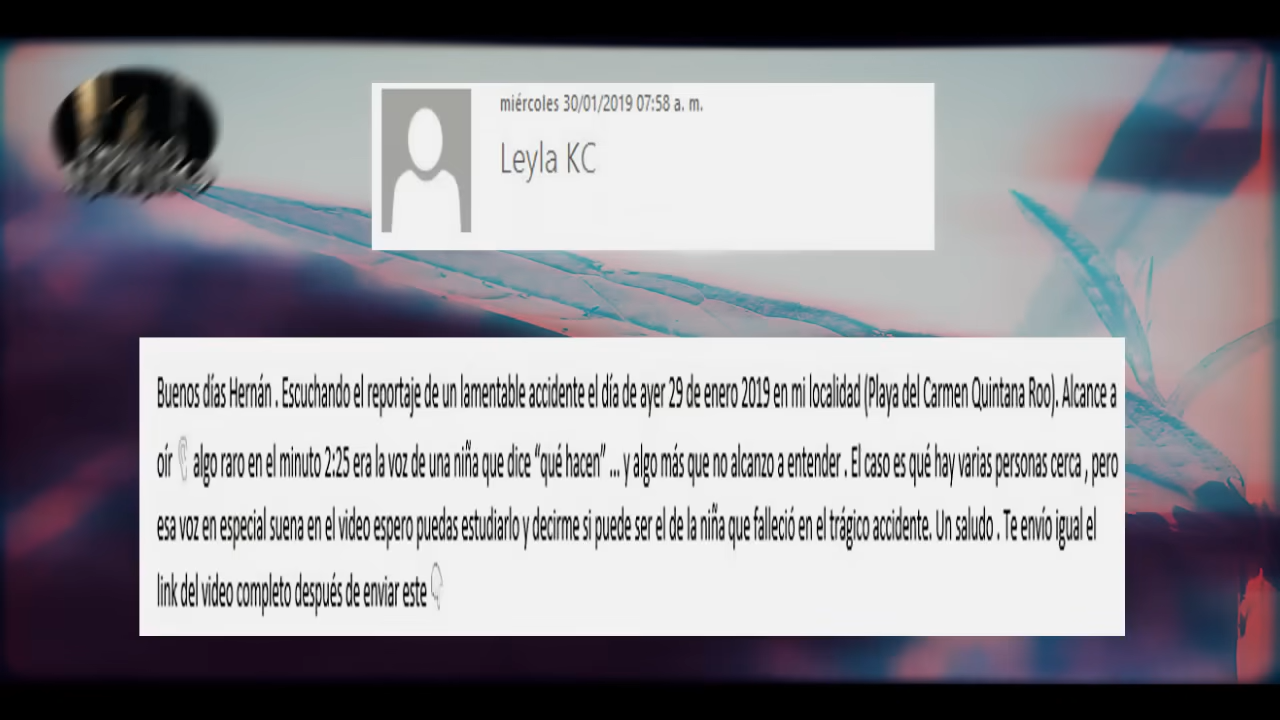 miércoles 30/01/2019 07:58 a. m.
Leyla KC
Buenos días Hernán . Escuchando el reportaje de un lamentable accidente el día de ayer 29 de enero 2019 en mi localidad (Playa del Carmen Quintana Roo). Alcance a
óir 👂 algo raro en el minuto 2:25 era la voz de una niña que dice “qué hacen” ... y algo más que no alcanzo a entender . El caso es qué hay varias personas cerca , pero
esa voz en especial suena en el video espero puedas estudiarlo y decirme si puede ser el de la niña que falleció en el trágico accidente. Un saludo . Te envío igual el
link del video completo después de enviar este 👇